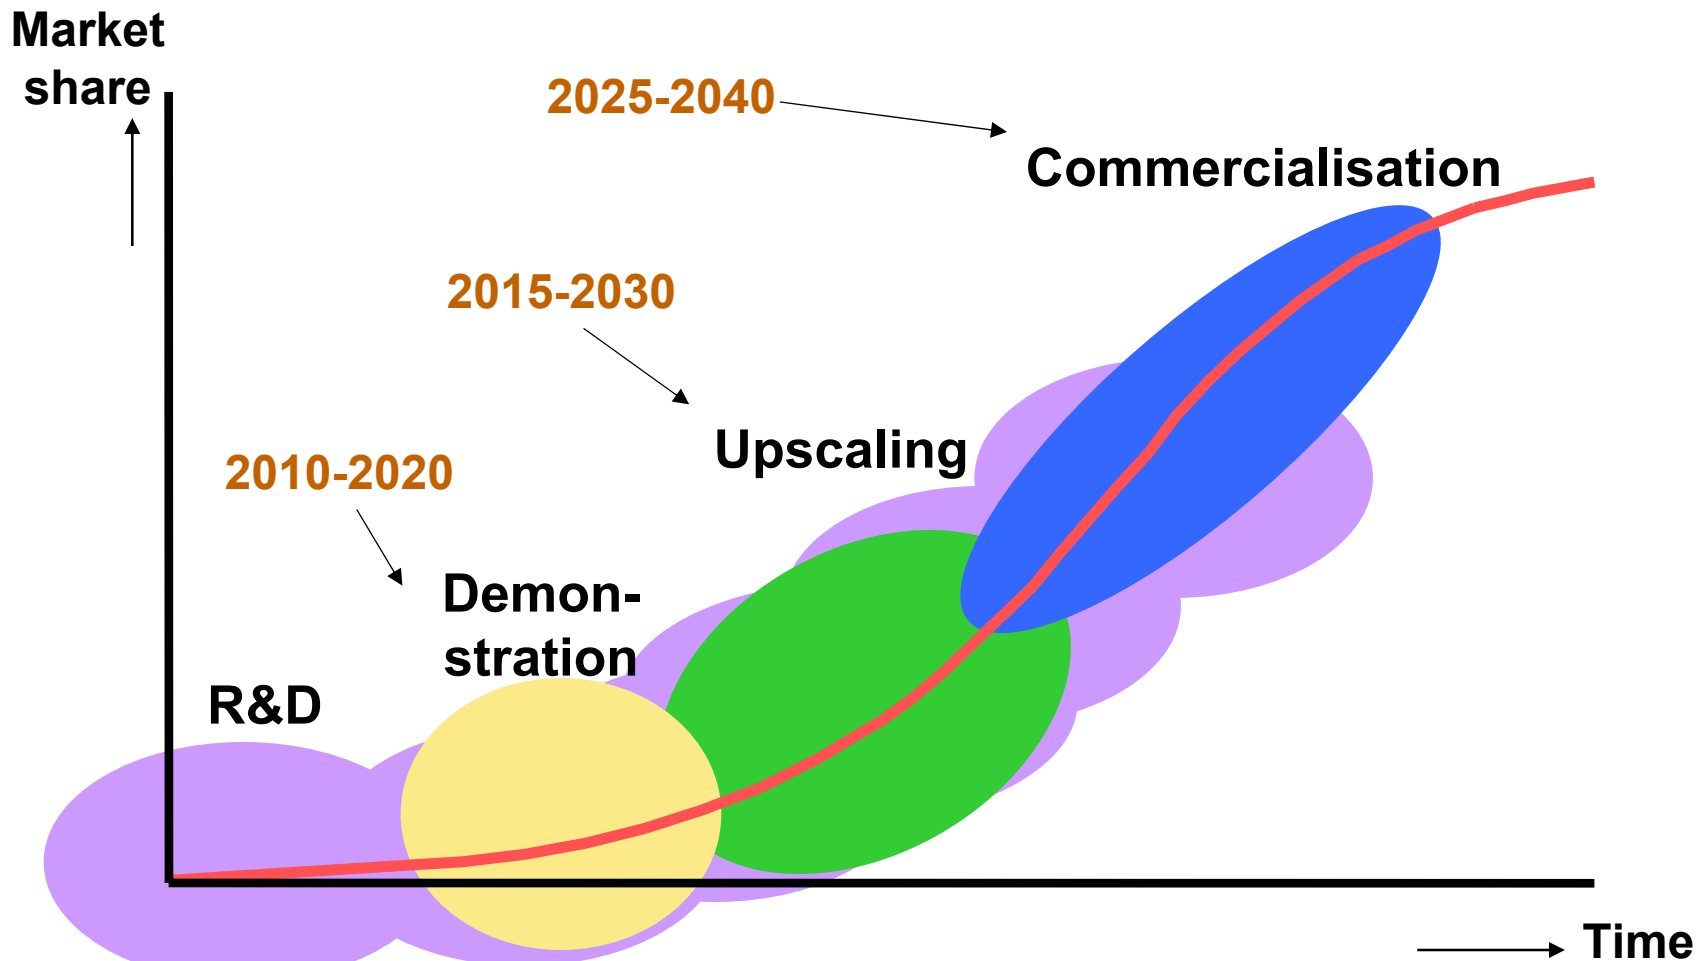 Market
share
2025-2040
Commercialisation
2015-2030
Upscaling
2010-2020
Demon-
stration
R&D
Time